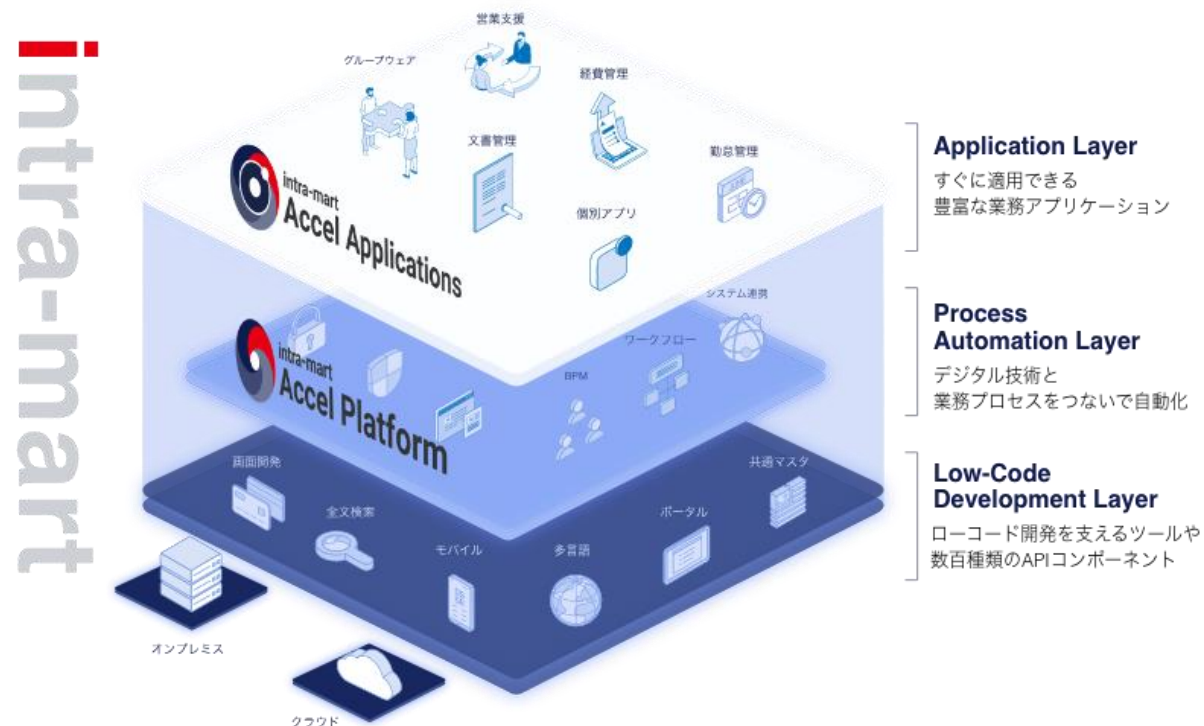 intra-mart
営業支援
グループウェア
経費管理
文書管理
勤怠管理
個別アプリ
intra-mart
Accel Applications
システム連携
ワークフロー
BPM
intra-mart
Accel Platform
画面開発
全文検索
モバイル
多言語
ポータル
共通マスタ
オンプレミス
クラウド
Application Layer
すぐに適用できる
豊富な業務アプリケーション
Process
Automation Layer
デジタル技術と
業務プロセスをつないで自動化
Low-Code
Development Layer
ローコード開発を支えるツールや
数百種類のAPIコンポーネント